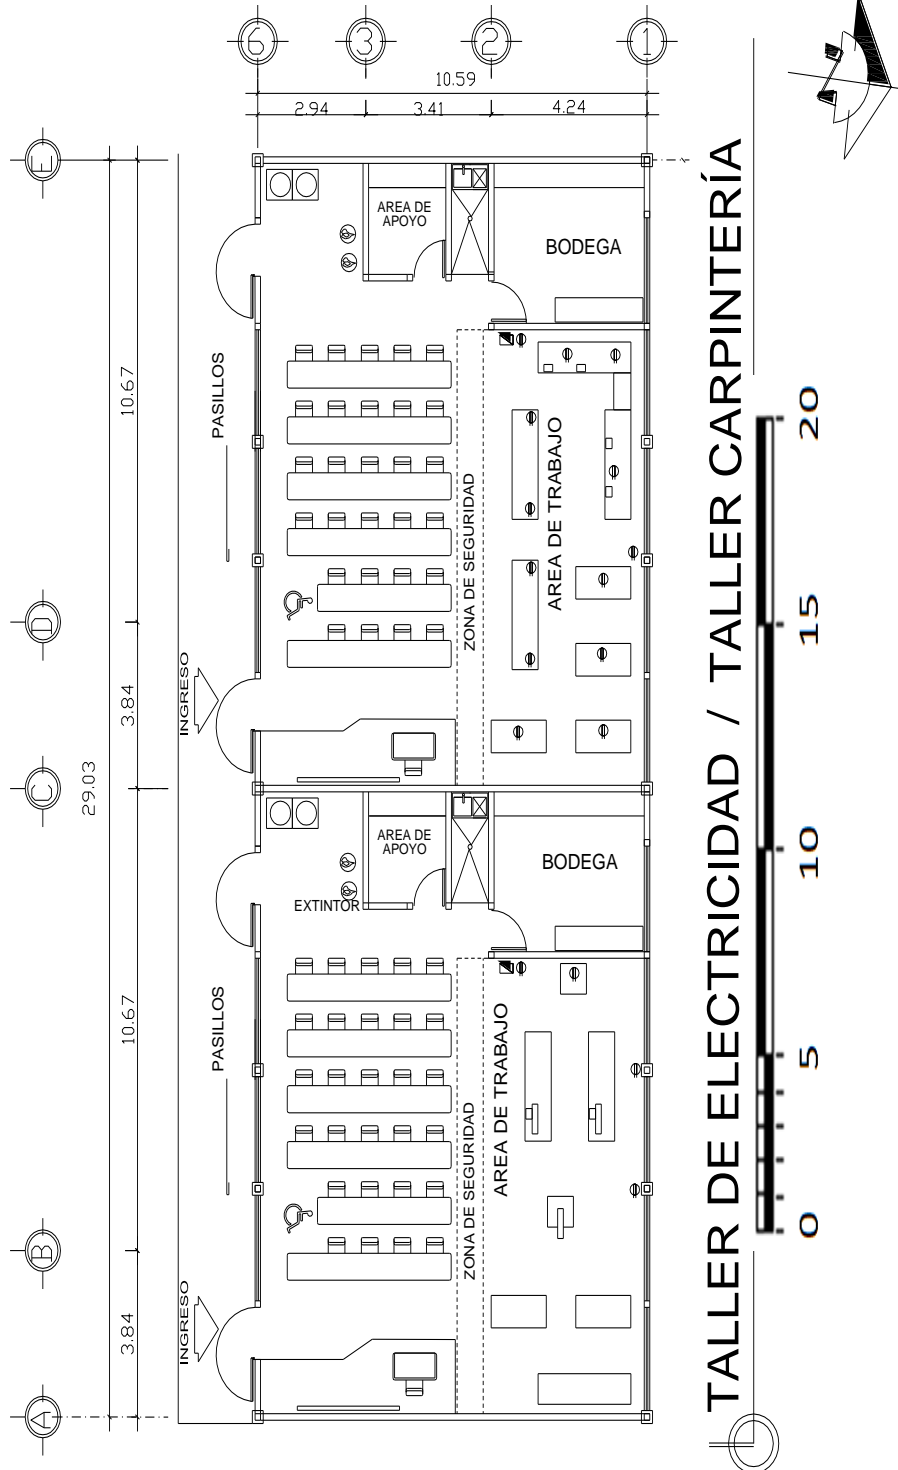 6
3
2
1
10.59
2.94
3.41
4.24
E
D
C
B
A
10.67
3.84
29.03
10.67
3.84
AREA DE
APOYO
BODEGA
PASILLOS
ZONA DE SEGURIDAD
AREA DE TRABAJO
INGRESO
AREA DE
APOYO
BODEGA
EXTINTOR
PASILLOS
ZONA DE SEGURIDAD
AREA DE TRABAJO
INGRESO
TALLER DE ELECTRICIDAD / TALLER CARPINTERÍA
0 5 10 15 20